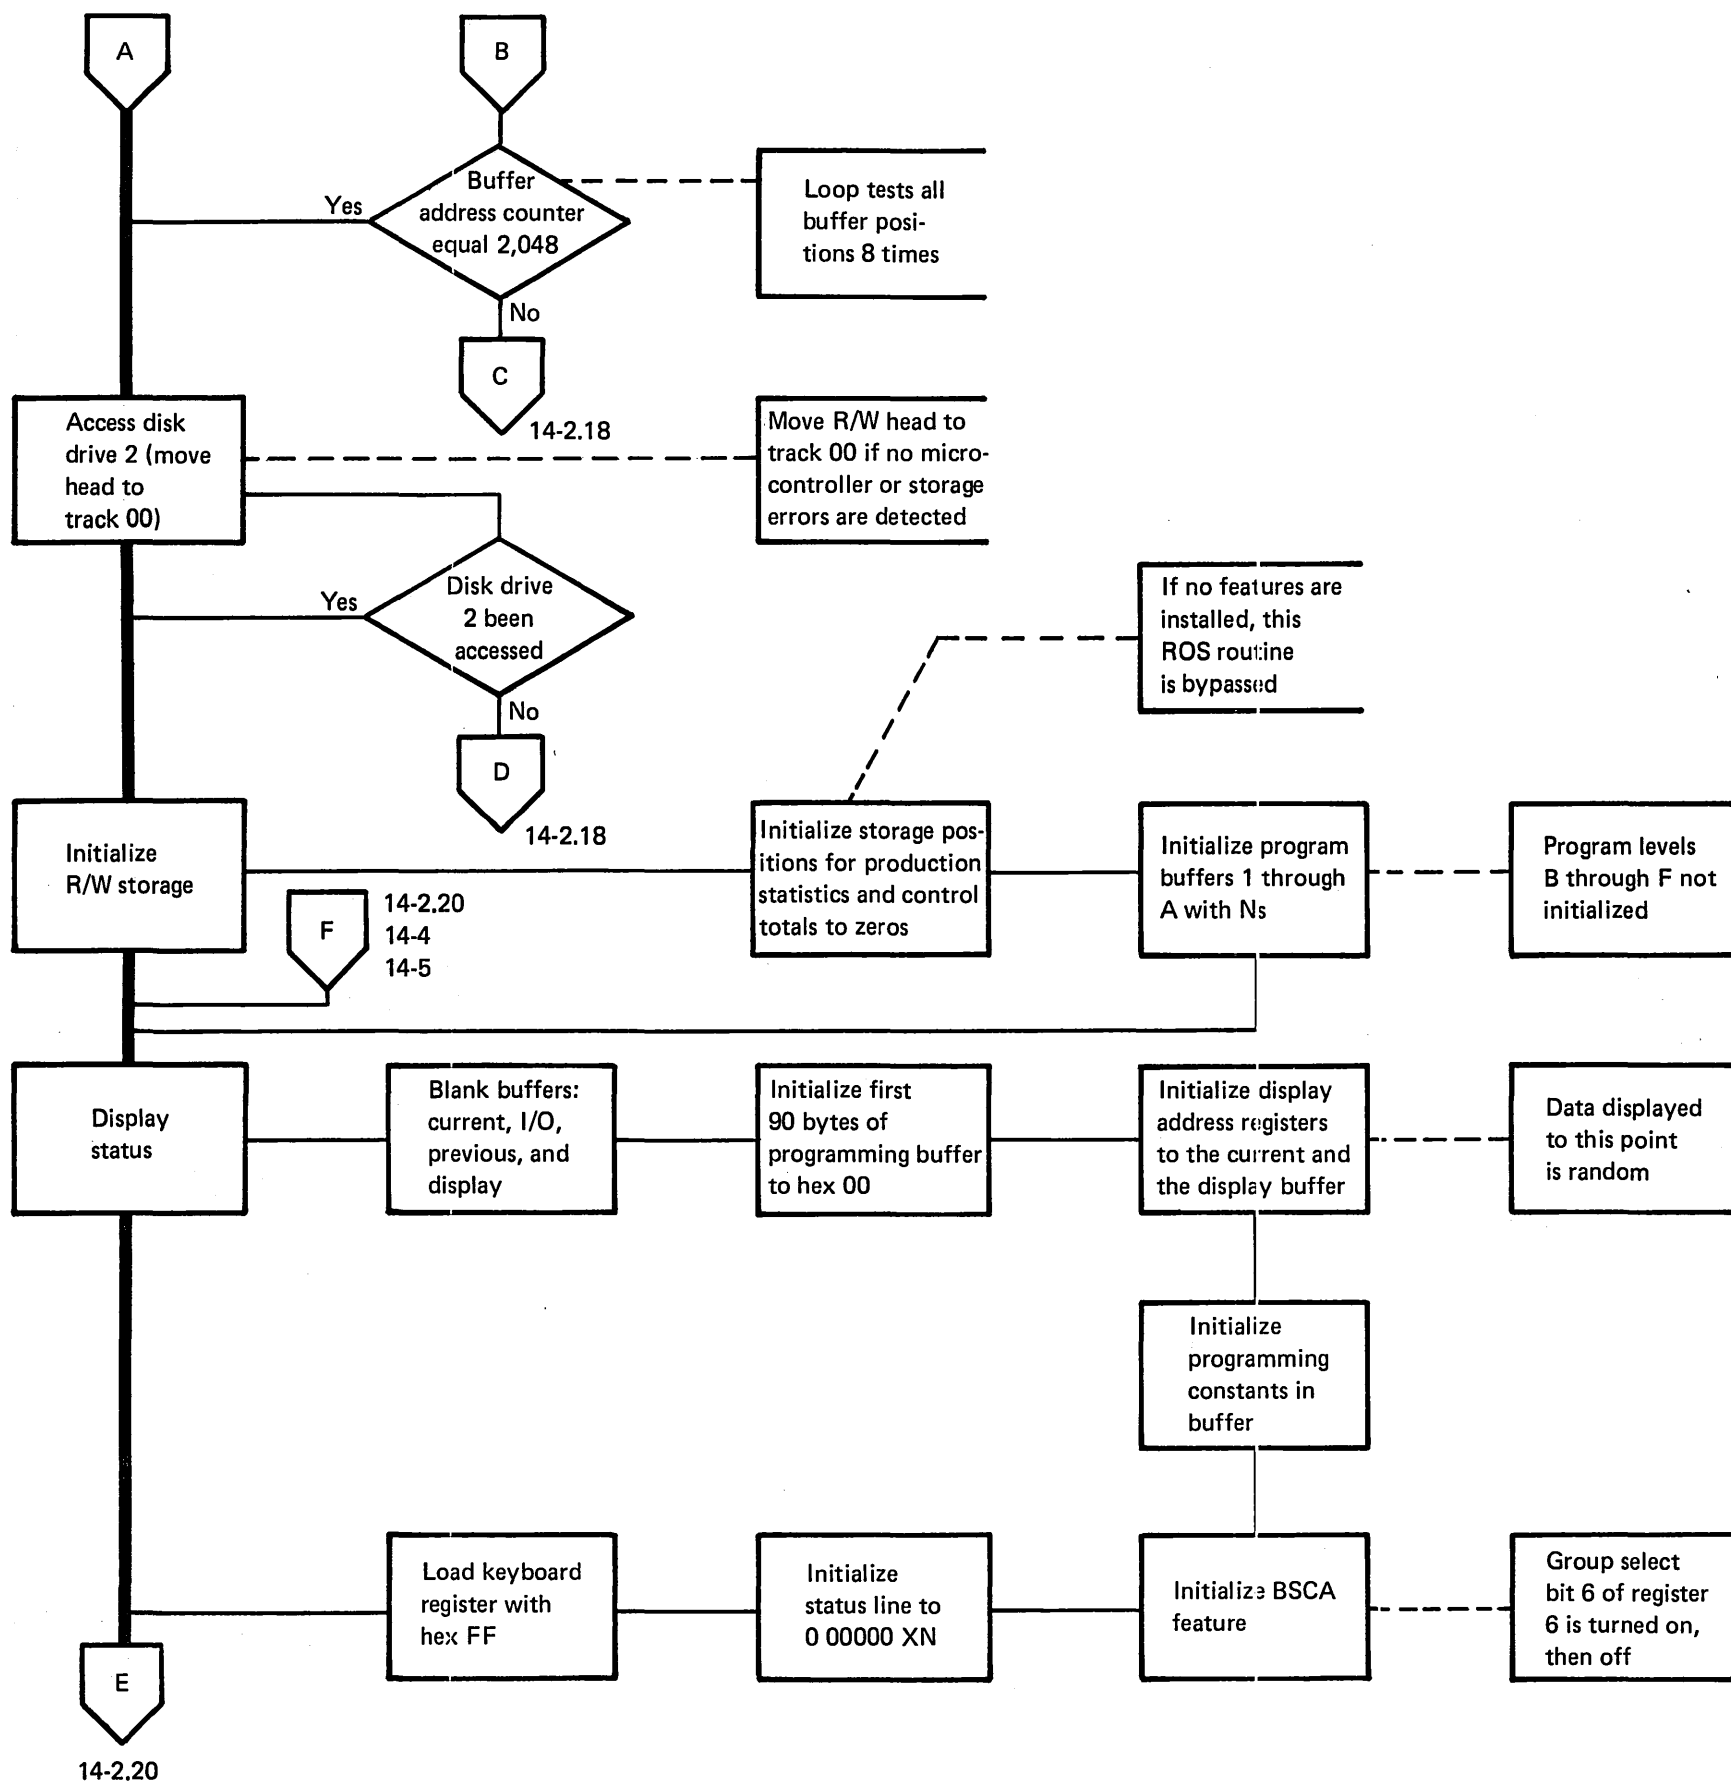 A
B
Buffer
address counter
equal 2,048
Yes
No
Loop tests all
buffer posi-
tions 8 times
C
14-2.18
Access disk
drive 2 (move
head to
track 00)
Move R/W head to
track 00 if no micro-
controller or storage
errors are detected
Disk drive
2 been
accessed
Yes
No
D
14-2.18
If no features are
installed, this
ROS routine
is bypassed
Initialize
R/W storage
Initialize storage pos-
itions for production
statistics and control
totals to zeros
Initialize program
buffers 1 through
A with Ns
Program levels
B through F not
initialized
F
14-2.20
14-4
14-5
Display
status
Blank buffers:
current, I/O,
previous, and
display
Initialize first
90 bytes of
programming buffer
to hex 00
Initialize display
address registers
to the current and
the display buffer
Data displayed
to this point
is random
Initialize
programming
constants in
buffer
Load keyboard
register with
hex FF
Initialize
status line to
0 00000 XN
Initialize BSCA
feature
Group select
bit 6 of register
6 is turned on,
then off
E
14-2.20